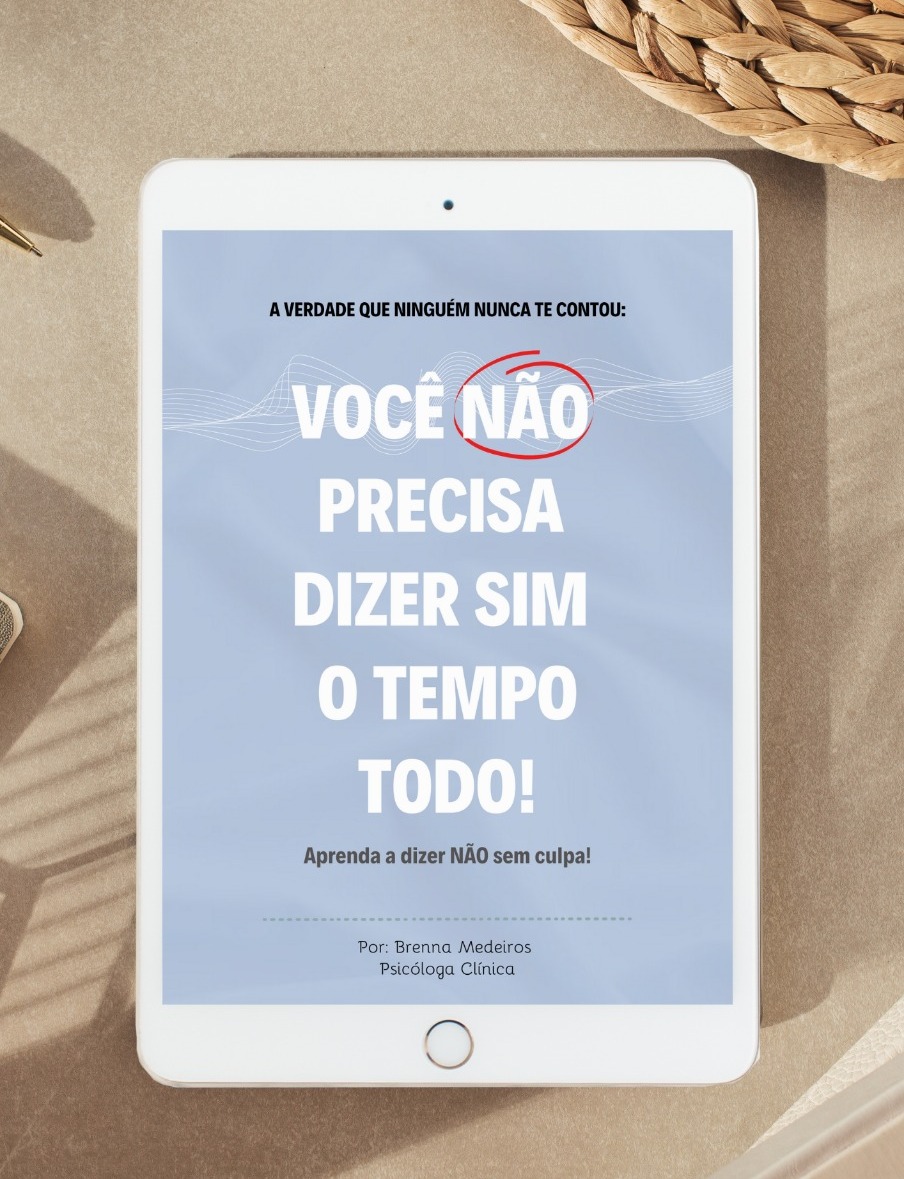 A VERDADE QUE NINGUÉM NUNCA TE CONTOU:
VOCÊ NÃO
PRECISA
DIZER SIM
O TEMPO
TODO!
Aprenda a dizer NÃO sem culpa!
Por: Brenna Medeiros
Psicóloga Clínica